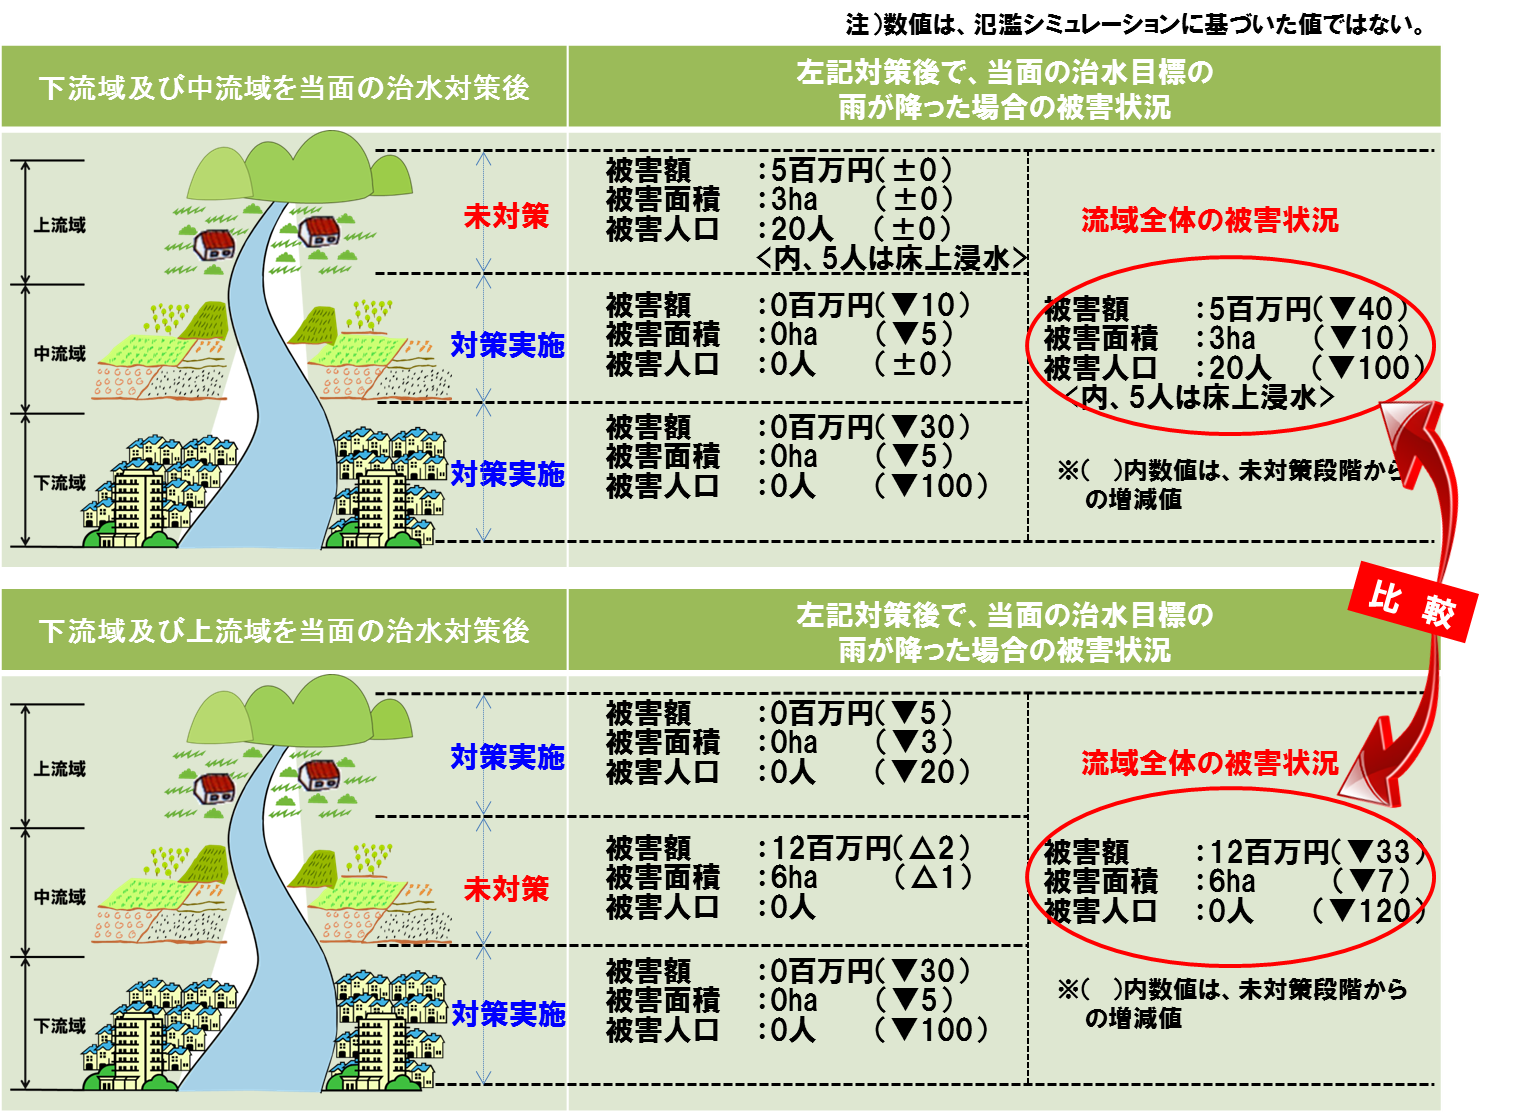 注）数値は、氾濫シミュレーションに基づいた値ではない。
下流域及び中流域を当面の治水対策後
左記対策後で、当面の治水目標の
雨が降った場合の被害状況
上流域
未対策
被害額　：5百万円（±0）
被害面積　：3ha　（±0）
被害人口　：20人　（±0）
<内、5人は床上浸水>
中流域
対策実施
被害額　：0百万円（▼10）
被害面積　：0ha　（▼5）
被害人口　：0人　（±0）
下流域
対策実施
被害額　：0百万円（▼30）
被害面積　：0ha　（▼5）
被害人口　：0人　（▼100）
流域全体の被害状況
被害額　：5百万円（▼40）
被害面積　：3ha　（▼10）
被害人口　：20人　（▼100）
<内、5人は床上浸水>
※（　）内数値は、未対策段階から
の増減値
比較
下流域及び上流域を当面の治水対策後
左記対策後で、当面の治水目標の
雨が降った場合の被害状況
上流域
対策実施
被害額　：0百万円（▼5）
被害面積　：0ha　（▼3）
被害人口　：0人　（▼20）
中流域
未対策
被害額　：12百万円（△2）
被害面積　：6ha　（△1）
被害人口　：0人
下流域
対策実施
被害額　：0百万円（▼30）
被害面積　：0ha　（▼5）
被害人口　：0人　（▼100）
流域全体の被害状況
被害額　：12百万円（▼33）
被害面積　：6ha　（▼7）
被害人口　：0人　（▼120）
※（　）内数値は、未対策段階から
の増減値